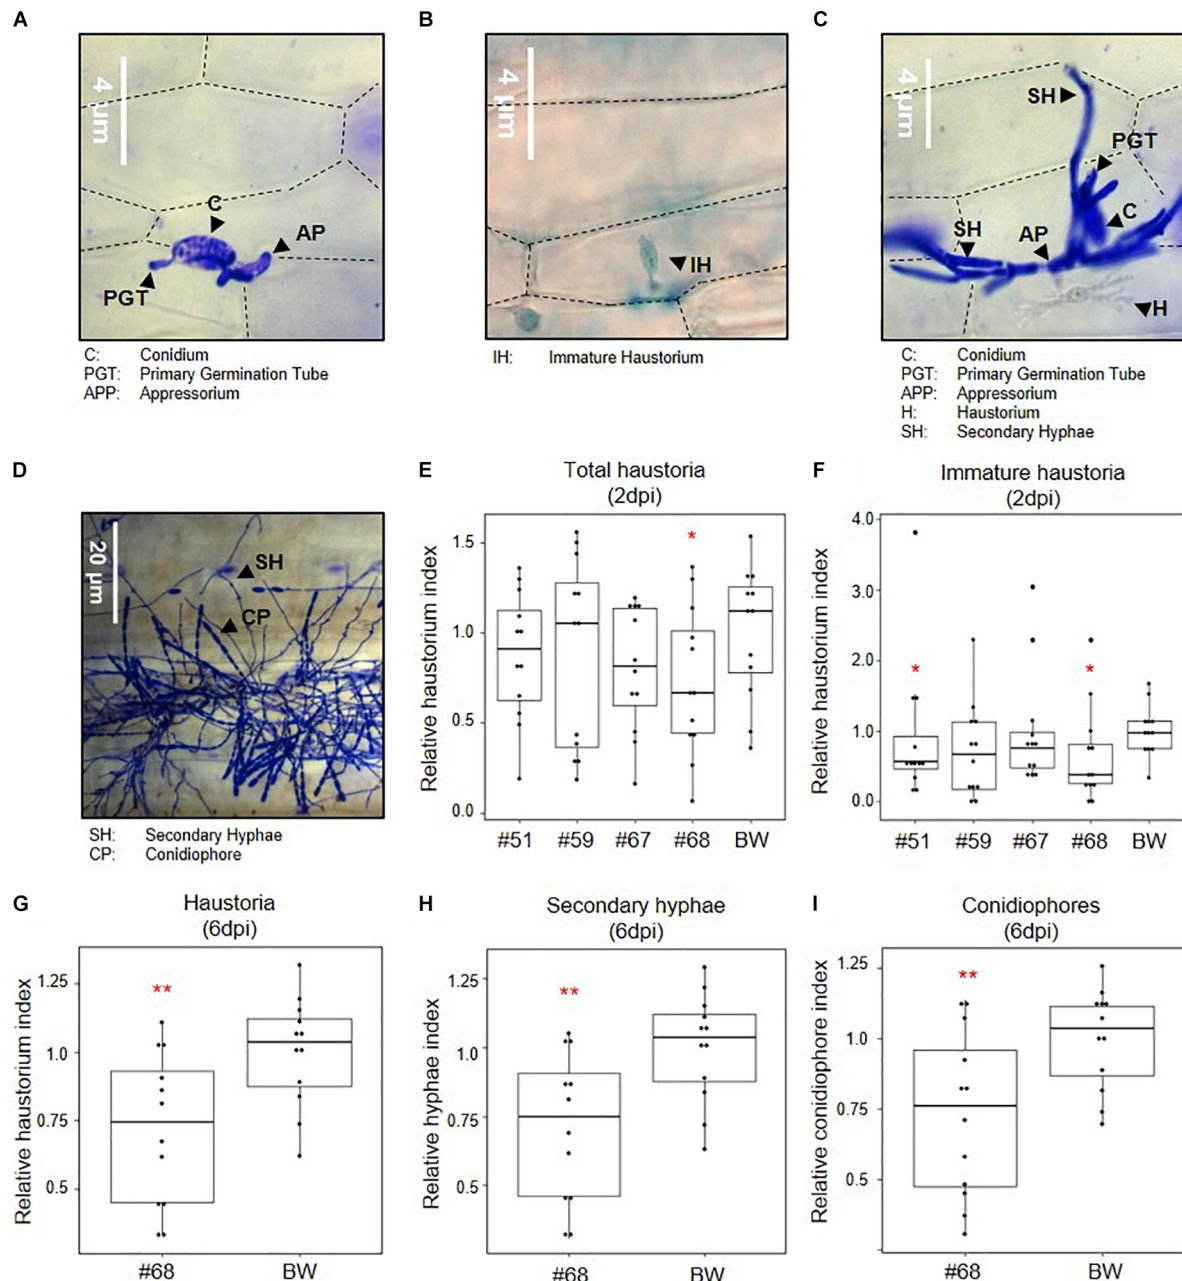 A
4 µm
C
AP
PGT
C: Conidium
PGT: Primary Germination Tube
APP: Appressorium
B
4 µm
IH
IH: Immature Haustorium
C
4 µm
SH
PGT
C
SH
AP
H
C: Conidium
PGT: Primary Germination Tube
APP: Appressorium
H: Haustorium
SH: Secondary Hyphae
D
20 µm
SH
CP
SH: Secondary Hyphae
CP: Conidiophore
E
Total haustoria
(2dpi)
Relative haustorium index
1.5
1.0
0.5
0.0
*
#51 #59 #67 #68 BW
F
Immature haustoria
(2dpi)
Relative haustorium index
4.0
2.0
1.0
0.0
* *
#51 #59 #67 #68 BW
G
Haustoria
(6dpi)
Relative haustorium index
1.25
1.0
0.75
0.5
**
#68 BW
H
Secondary hyphae
(6dpi)
Relative hyphae index
1.25
1.0
0.75
0.5
**
#68 BW
I
Conidiophores
(6dpi)
Relative conidiophore index
1.25
1.0
0.75
0.5
**
#68 BW